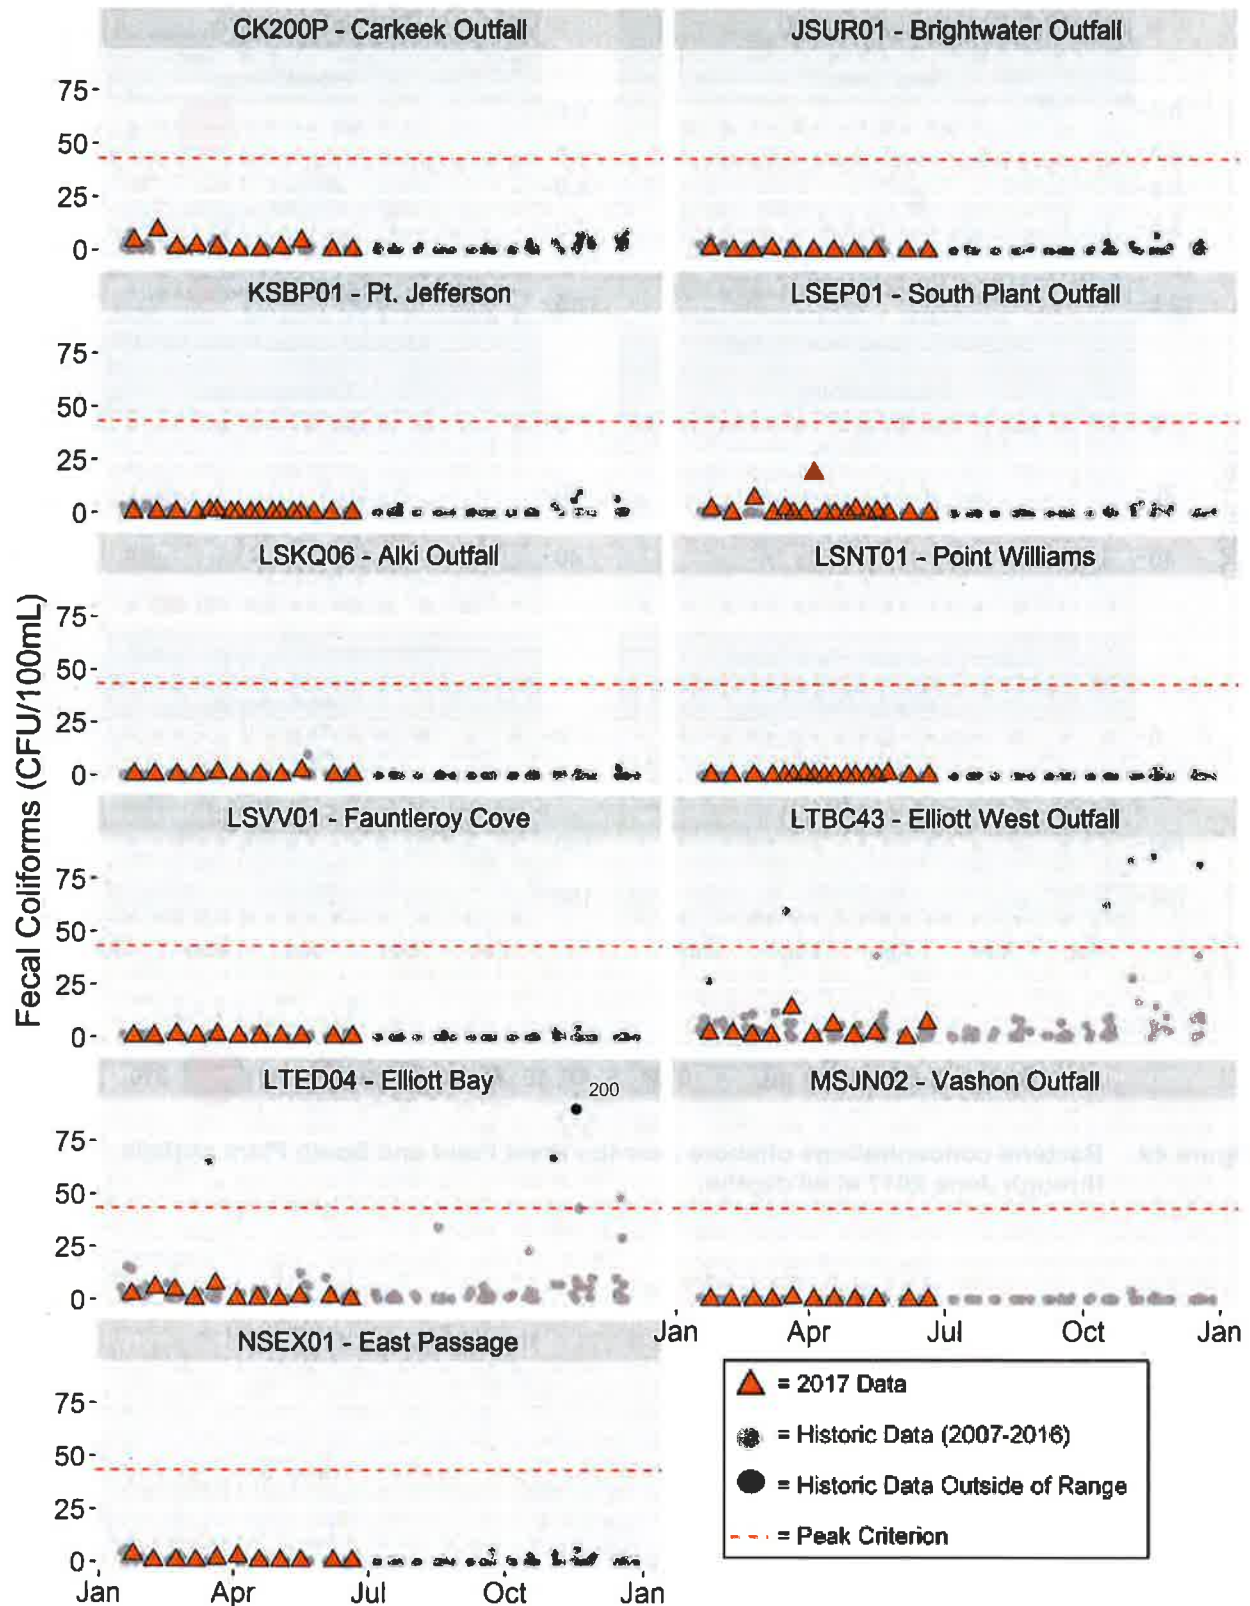 CK200P - Carkeek Outfall
JSUR01 - Brightwater Outfall
75-
50-
25-
0-
KSBP01 - Pt. Jefferson
LSEP01 - South Plant Outfall
75-
50-
25-
0-
LSKQ06 - Alki Outfall
LSNT01 - Point Williams
75-
50-
25-
0-
LSVV01 - Fauntleroy Cove
LTBC43 - Elliott West Outfall
75-
50-
25-
0-
LTED04 - Elliott Bay
MSJN02 - Vashon Outfall
200
75-
50-
25-
0-
Jan Apr Jul Oct Jan
NSEX01 - East Passage
75-
50-
25-
0-
Jan Apr Jul Oct Jan
Fecal Coliforms (CFU/100mL)
= 2017 Data
= Historic Data (2007-2016)
= Historic Data Outside of Range
= Peak Criterion